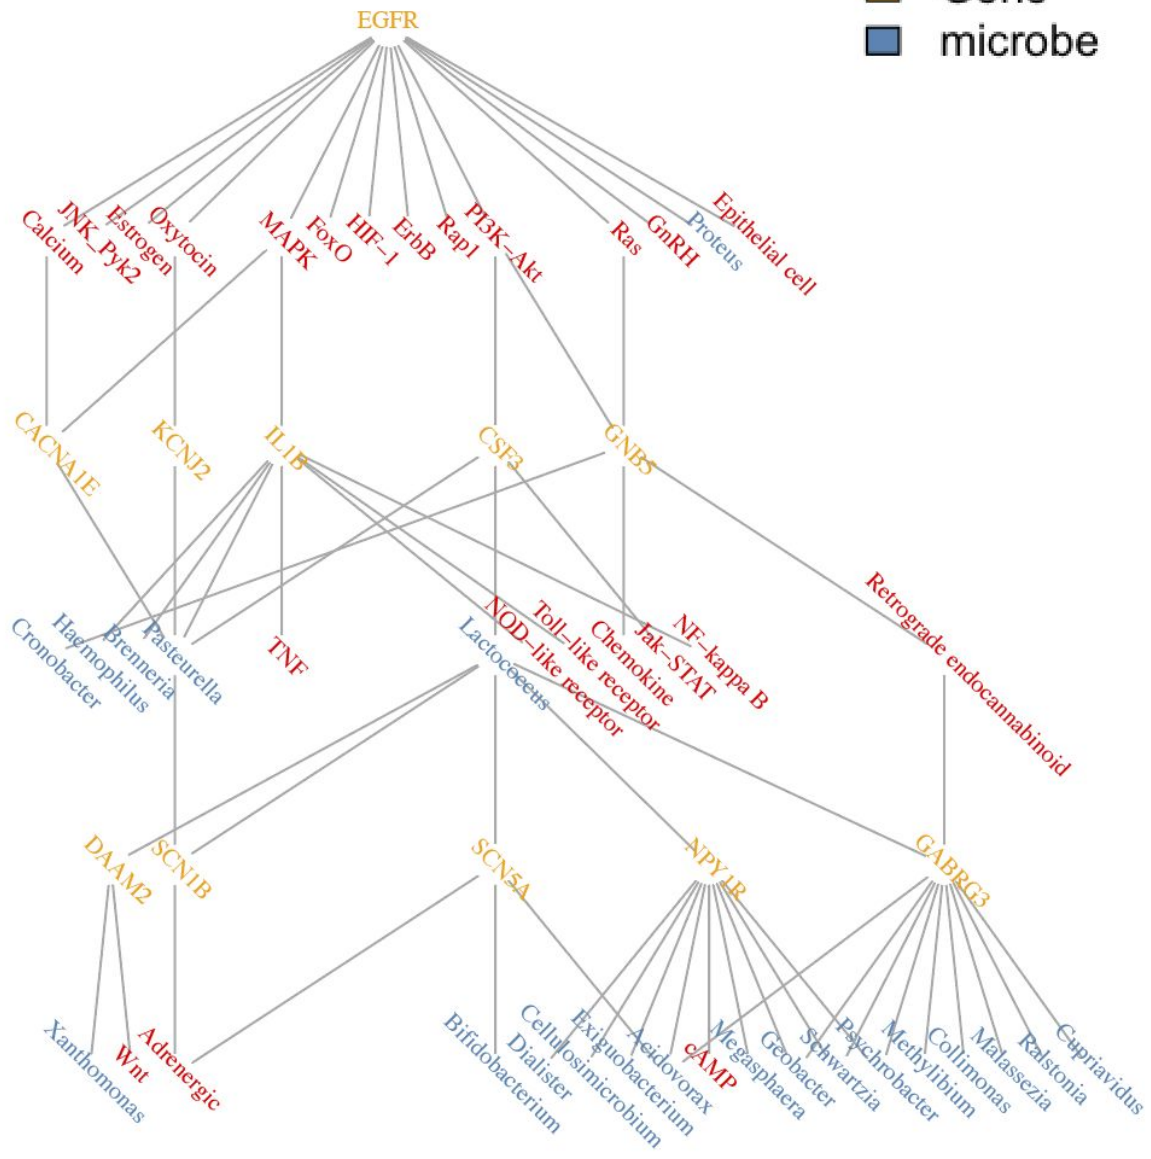 EGFR
microbe
Calcium
JNK_Pyk2
Estrogen
Oxytocin
MAPK
FoxO
HIF-1
ErbB
Rap1
PI3K-Akt
Ras
GnRH
Proteus
Epithelial cell
CACNA1E
KCNJ2
IL1B
CSF3
GNB5
Cronobacter
Haemophilus
Brenneria
Pasteurella
TNF
Lactococcus
NOD-like receptor
Toll-like receptor
Chemokine
Jak-STAT
NF-kappa B
Retrograde endocannabinoid
DAAM2
SCN1B
SCN5A
NPY1R
GABRG3
Xanthomonas
Wnt
Adrenergic
Bifidobacterium
Dialister
Cellulosimicrobium
Exiguobacterium
Acidovorax
cAMP
Megasphaera
Geobacter
Schwartzia
Psychrobacter
Methylibium
Collimonas
Malassezia
Ralstonia
Cupriavidus